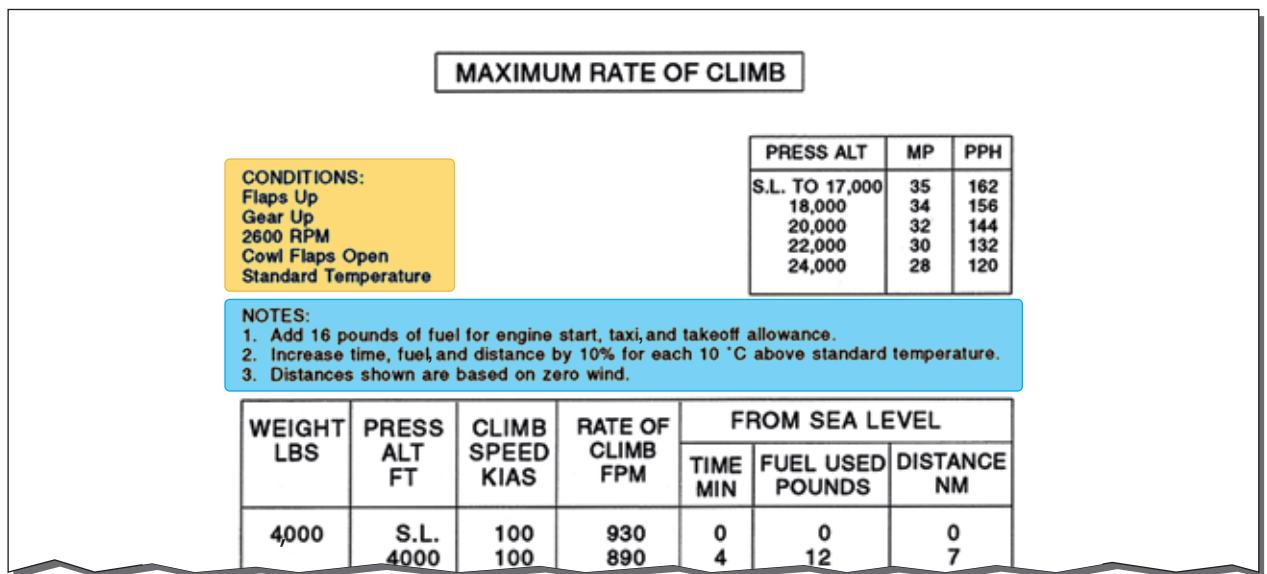 MAXIMUM RATE OF CLIMB
PRESS ALT MP PPH
S.L. TO 17,000 35 162
18,000 34 156
20,000 32 144
22,000 30 132
24,000 28 120
CONDITIONS:
Flaps Up
Gear Up
2600 RPM
Cowl Flaps Open
Standard Temperature
NOTES:
1. Add 16 pounds of fuel for engine start, taxi, and takeoff allowance.
2. Increase time, fuel, and distance by 10% for each 10 °C above standard temperature.
3. Distances shown are based on zero wind.
WEIGHT LBS
PRESS ALT FT
CLIMB SPEED KIAS
RATE OF CLIMB FPM
FROM SEA LEVEL
TIME MIN
FUEL USED POUNDS
DISTANCE NM
4,000 S.L. 100 930 0 0 0
4000 100 890 4 12 7